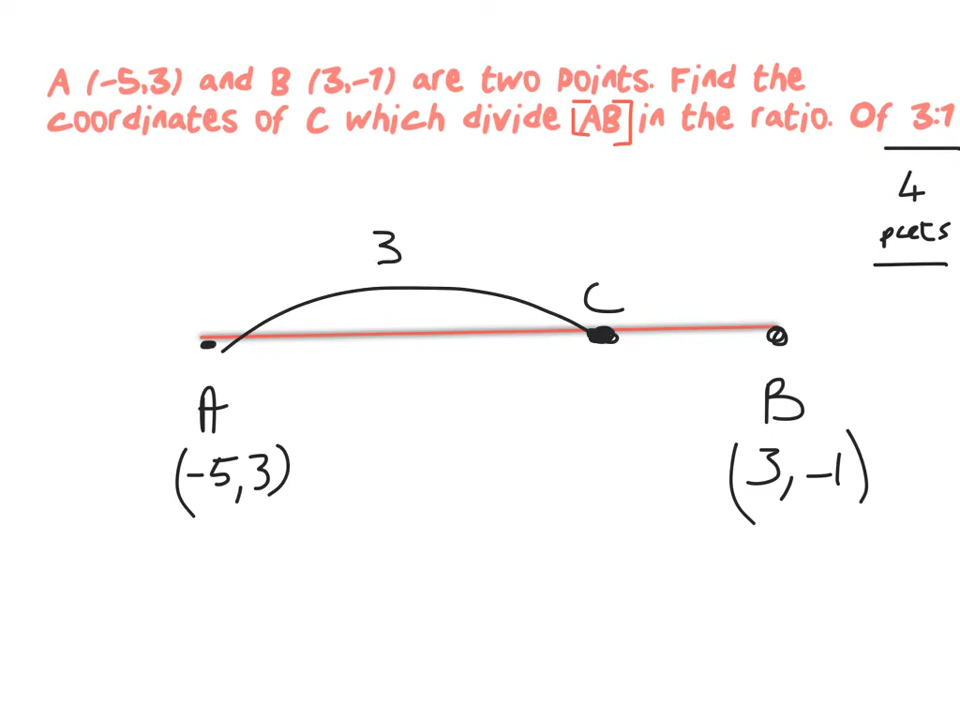 A (-5,3) and B (3,-1) are two points. Find the
coordinates of C which divide [AB] in the ratio. Of 3:1
4
parts
3
C
A
B
(-5,3)
(3,-1)